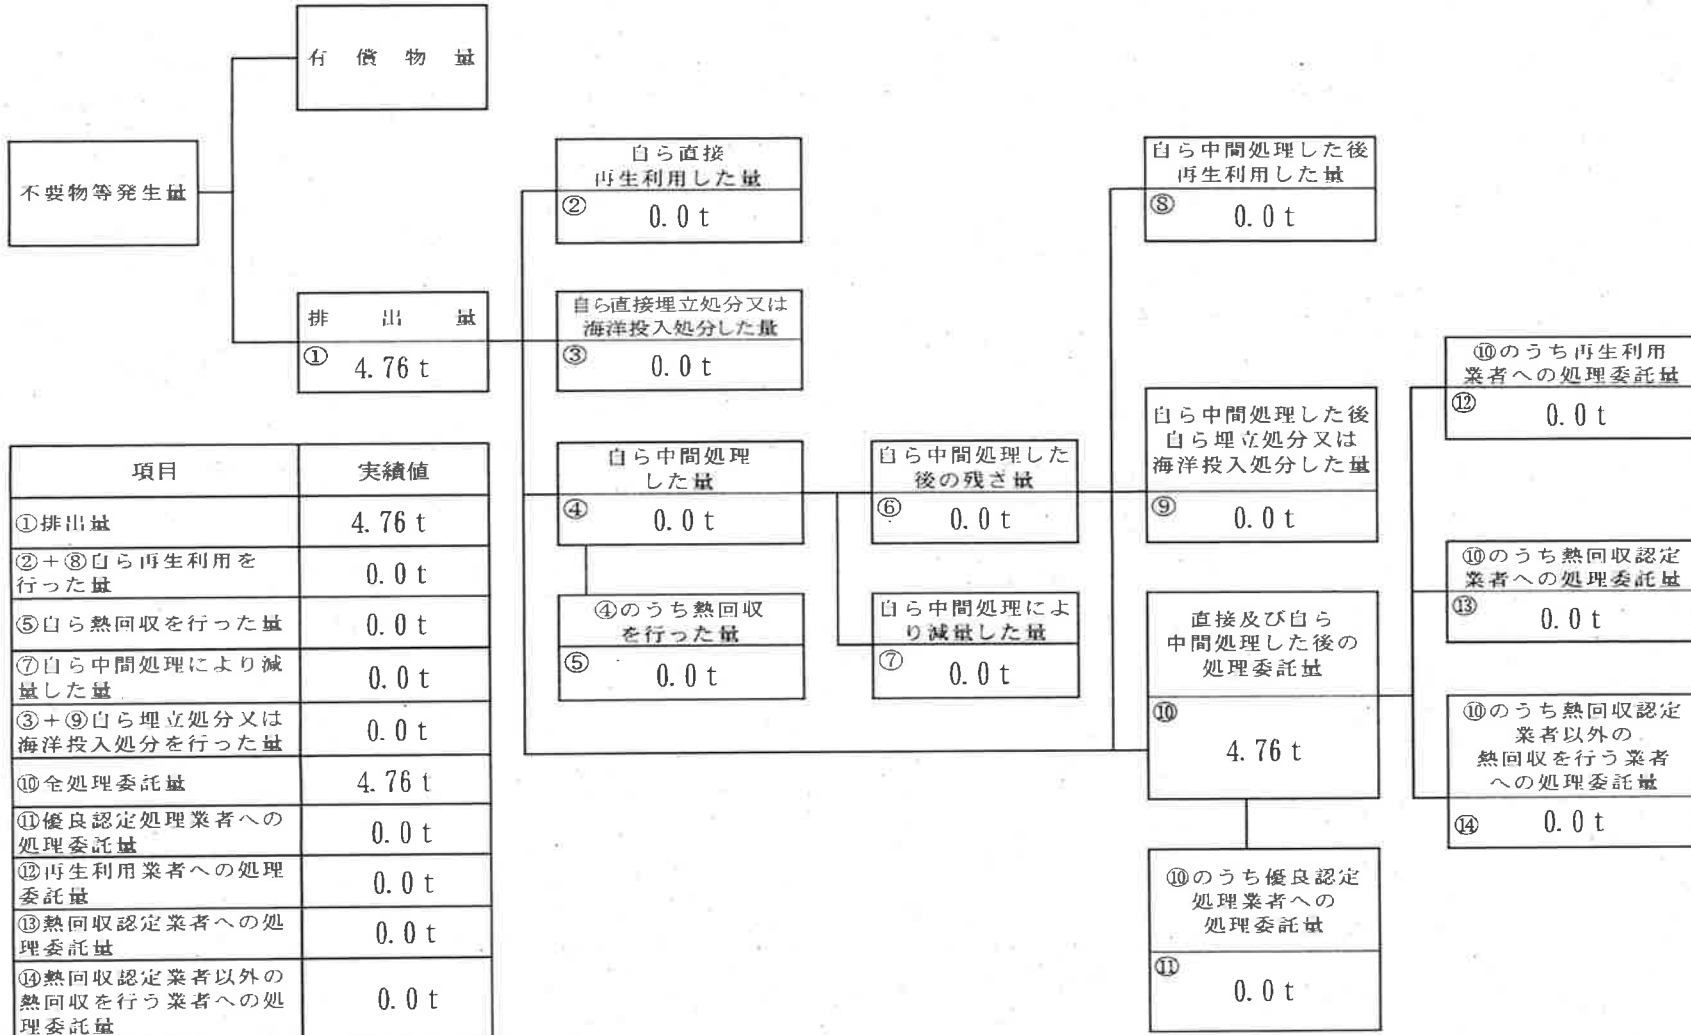 有償物量
不要物等発生量
排出量
① 4.76 t
自ら直接
再生利用した量
② 0.0 t
自ら直接埋立処分又は
海洋投入処分した量
③ 0.0 t
自ら中間処理
した量
④ 0.0 t
④のうち熱回収
を行った量
⑤ 0.0 t
自ら中間処理した
後の残さ量
⑥ 0.0 t
自ら中間処理によ
り減量した量
⑦ 0.0 t
自ら中間処理した後
再生利用した量
⑧ 0.0 t
自ら中間処理した後
自ら埋立処分又は
海洋投入処分した量
⑨ 0.0 t
直接及び自ら
中間処理した後の
処理委託量
⑩
4.76 t
⑩のうち優良認定
処理業者への
処理委託量
⑪
0.0 t
⑩のうち再生利用
業者への処理委託量
⑫ 0.0 t
⑩のうち熱回収認定
業者への処理委託量
⑬ 0.0 t
⑩のうち熱回収認定
業者以外の
熱回収を行う業者
への処理委託量
⑭ 0.0 t
項目 実績値
①排出量 4.76 t
②+⑧自ら再生利用を
行った量 0.0 t
⑤自ら熱回収を行った量 0.0 t
⑦自ら中間処理により減
量した量 0.0 t
③+⑨自ら埋立処分又は
海洋投入処分を行った量 0.0 t
⑩全処理委託量 4.76 t
⑪優良認定処理業者への
処理委託量 0.0 t
⑫再生利用業者への処理
委託量 0.0 t
⑬熱回収認定業者への処
理委託量 0.0 t
⑭熱回収認定業者以外の
熱回収を行う業者への処
理委託量 0.0 t